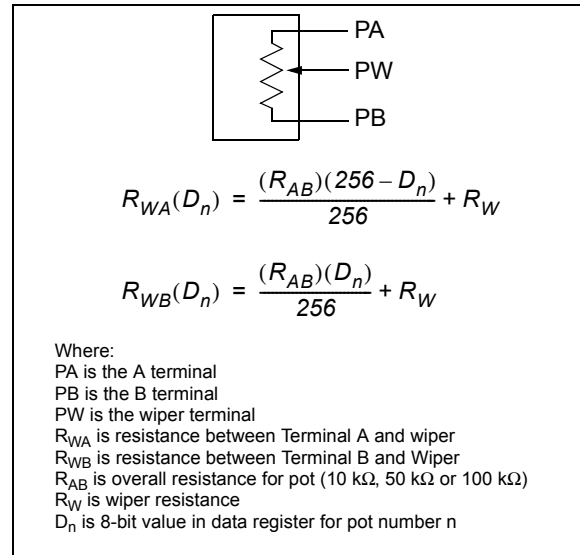 PA
PW
PB
R_WA(D_n) = (R_AB)(256 – D_n) / 256 + R_W
R_WB(D_n) = (R_AB)(D_n) / 256 + R_W
Where:
PA is the A terminal
PB is the B terminal
PW is the wiper terminal
R_WA is resistance between Terminal A and wiper
R_WB is resistance between Terminal B and Wiper
R_AB is overall resistance for pot (10 kΩ, 50 kΩ or 100 kΩ)
R_W is wiper resistance
D_n is 8-bit value in data register for pot number n